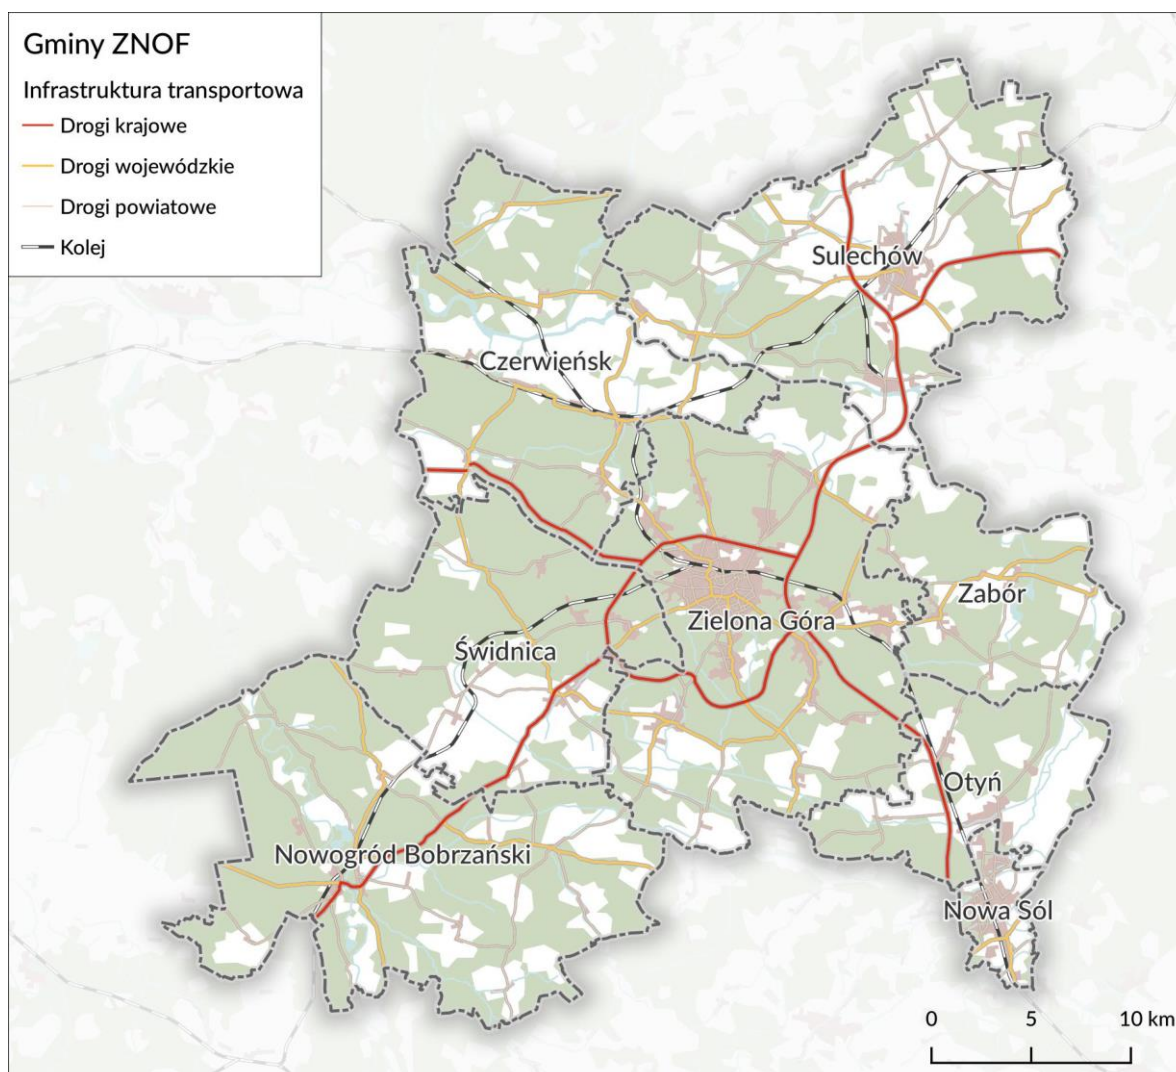 Gminy ZNOF
Infrastruktura transportowa
Drogi krajowe
Drogi wojewódzkie
Drogi powiatowe
Kolej
Sulechów
Czerwieńsk
Zabór
Zielona Góra
Świdnica
Otyń
Nowogród Bobrzański
Nowa Sól
0 5 10 km